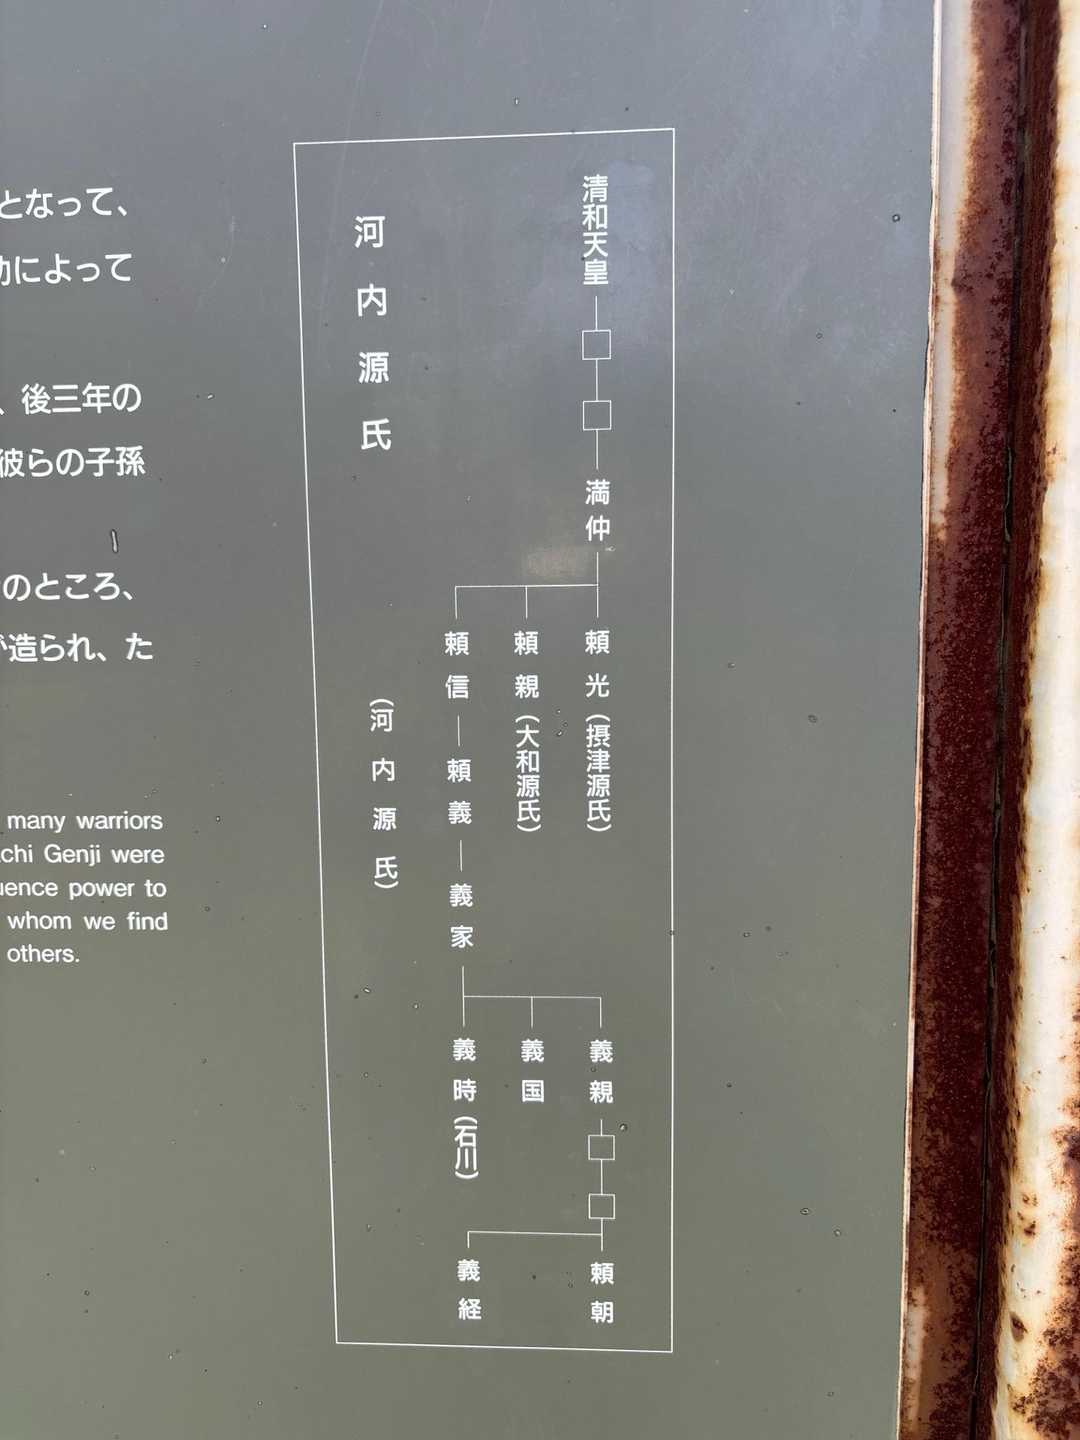 となって、
によって
、後三年の
彼らの子孫
のところ、
造られ、た
many warriors
chi Genji were
uence power to
whom we find
others.
河内源氏
清和天皇
□
□
満仲
頼光(摂津源氏)
頼親(大和源氏)
頼信
頼義
義家
(河内源氏)
義親
義国
義時(石川)
□
□
頼朝
義経